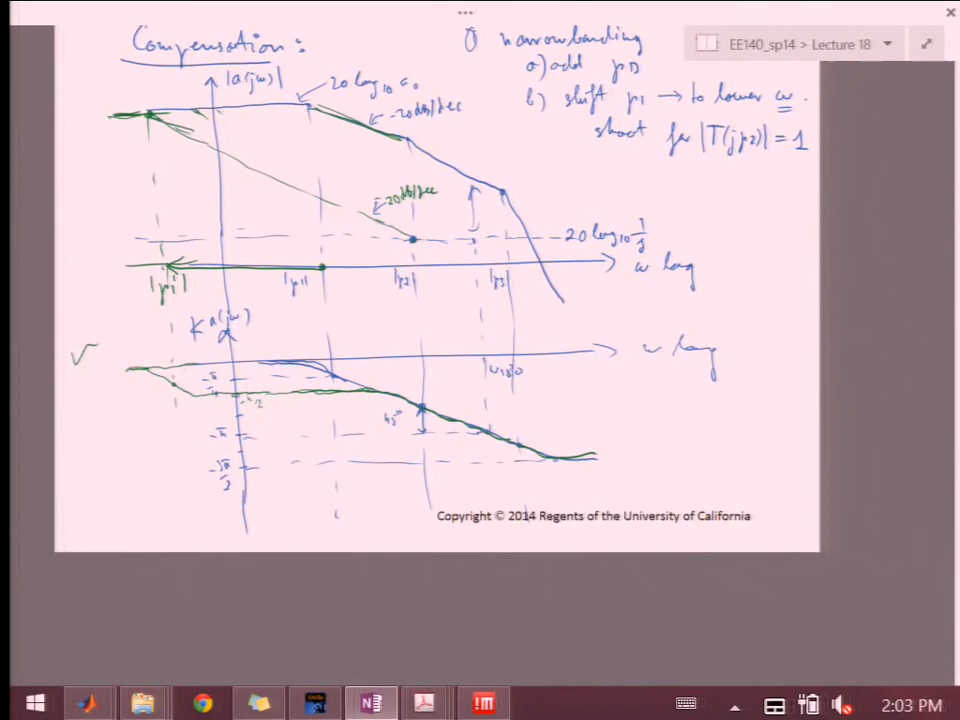 EE140_sp14 > Lecture 18
Compensation :
① narrowbanding
a) add pD
b) shift p1 → to lower ω.
shoot for |T(jp2)| = 1
|a(jω)|
20 log10 a0
-20dB/dec
-20dB/dec
20 log10 1/f
ω log
|p1'|
|p1|
|p2|
|p3|
∢ a(jω)
√
ω log
-π/4
-π/2
ω180
45°
-π
-3π/2
Copyright © 2014 Regents of the University of California
2:03 PM